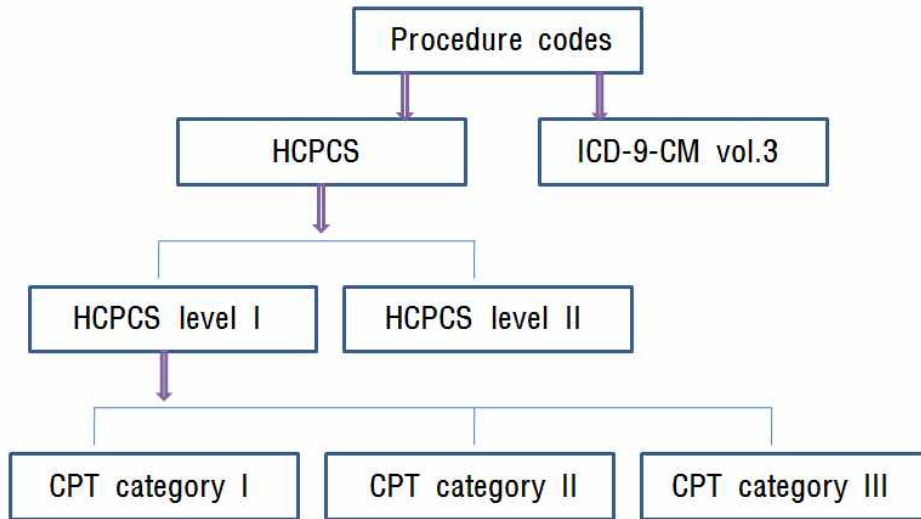 Procedure codes
HCPCS
ICD-9-CM vol.3
HCPCS level I
HCPCS level II
CPT category I
CPT category II
CPT category III